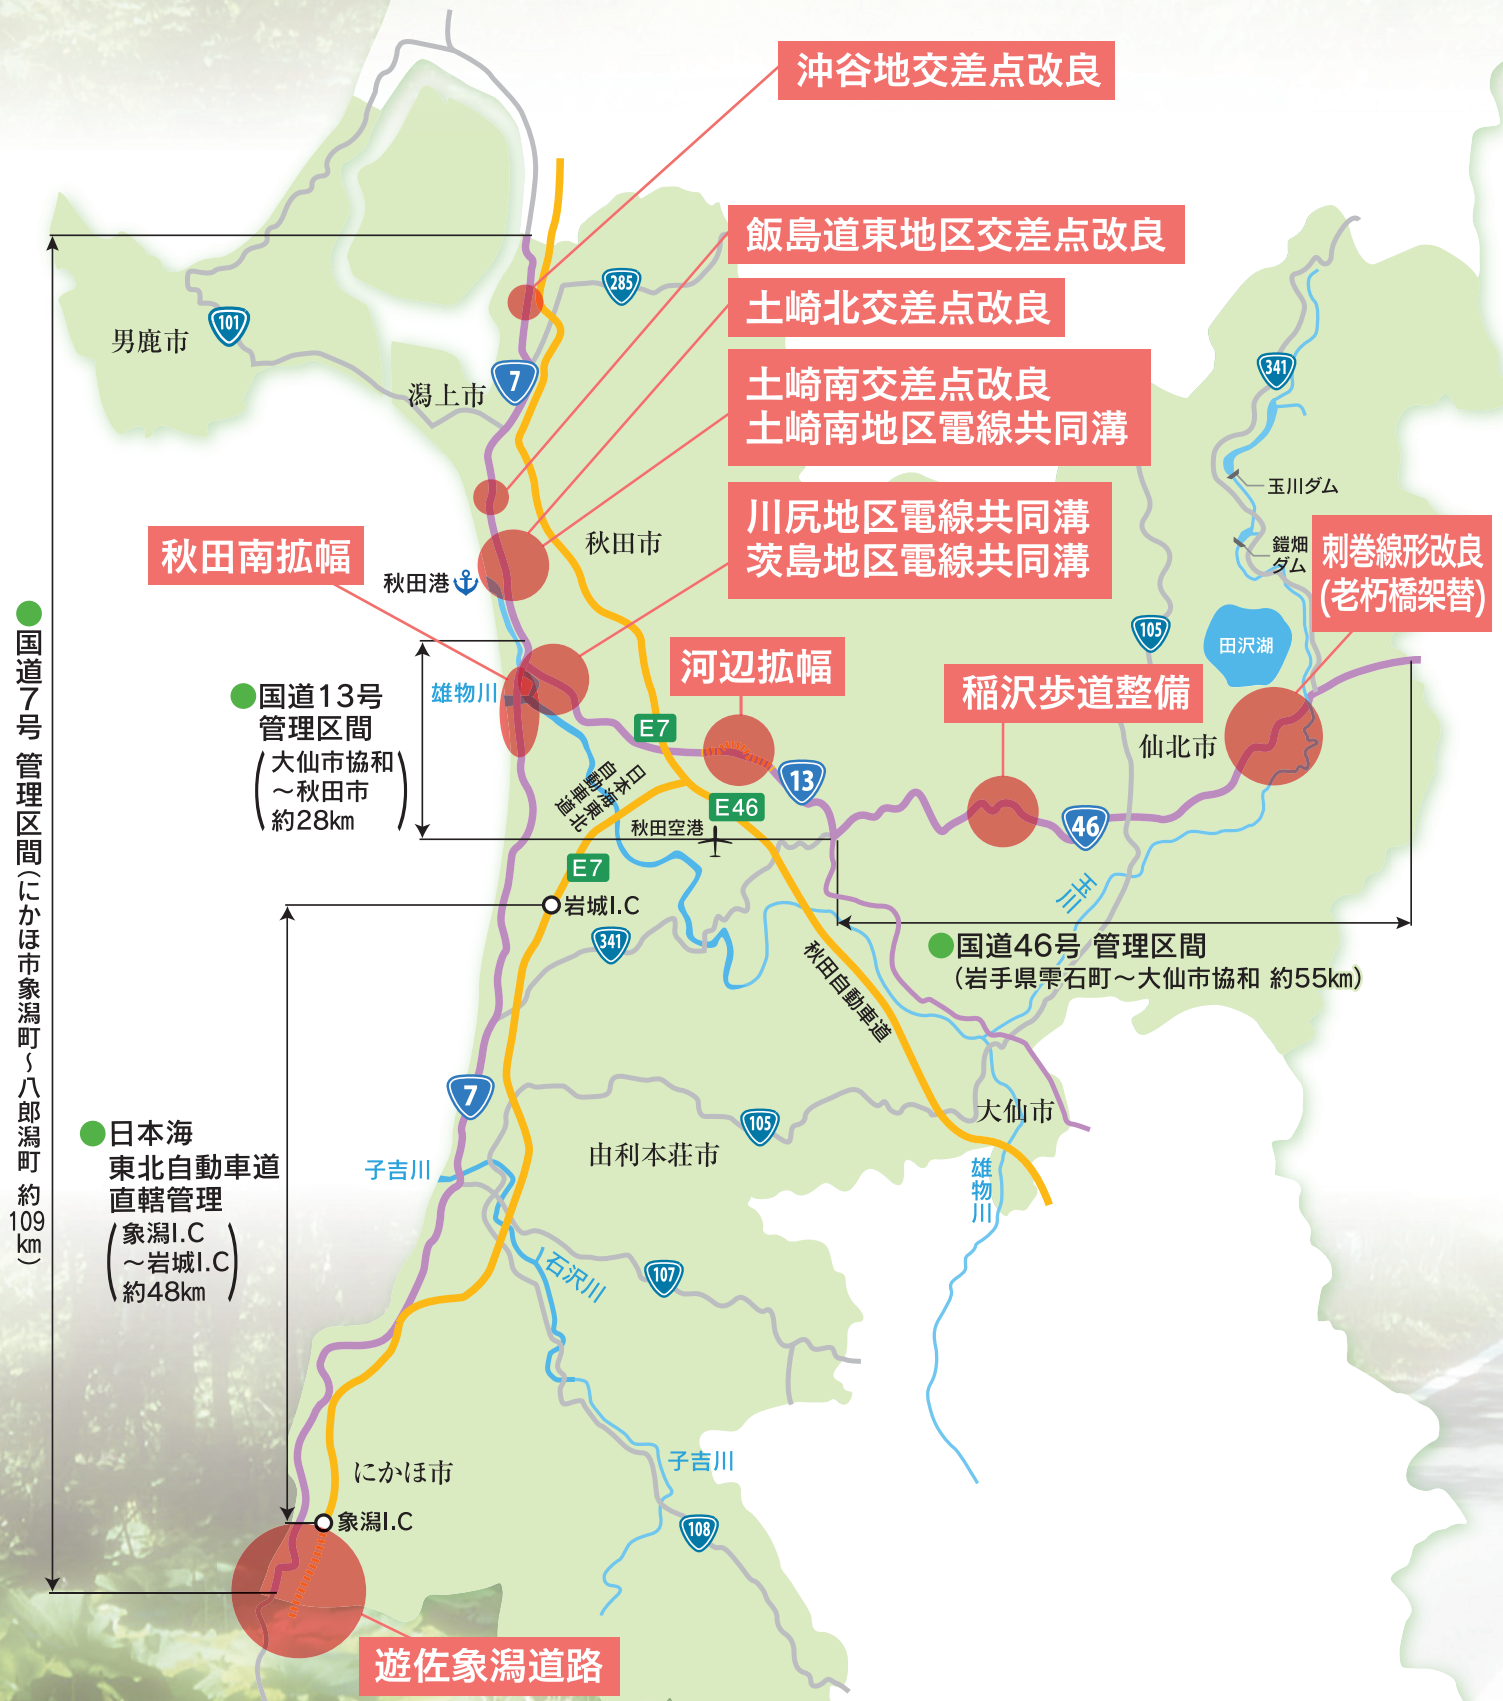 沖谷地交差点改良
飯島道東地区交差点改良
土崎北交差点改良
土崎南交差点改良
土崎南地区電線共同溝
川尻地区電線共同溝
茨島地区電線共同溝
秋田南拡幅
刺巻線形改良
(老朽橋架替)
河辺拡幅
稲沢歩道整備
遊佐象潟道路
285
101
男鹿市
潟上市
7
341
玉川ダム
鎧畑
ダム
秋田市
秋田港
105
田沢湖
雄物川
仙北市
●国道7号 管理区間(にかほ市象潟町～八郎潟町 約109km)
●国道13号
管理区間
(大仙市協和
～秋田市
約28km)
E7
13
日本海
東北
自動車道
E46
46
秋田空港
E7
岩城I.C
341
玉川
●国道46号 管理区間
(岩手県雫石町～大仙市協和 約55km)
秋田自動車道
7
105
大仙市
由利本荘市
子吉川
雄物川
●日本海
東北自動車道
直轄管理
(象潟I.C
～岩城I.C
約48km)
石沢川
107
子吉川
にかほ市
象潟I.C
108